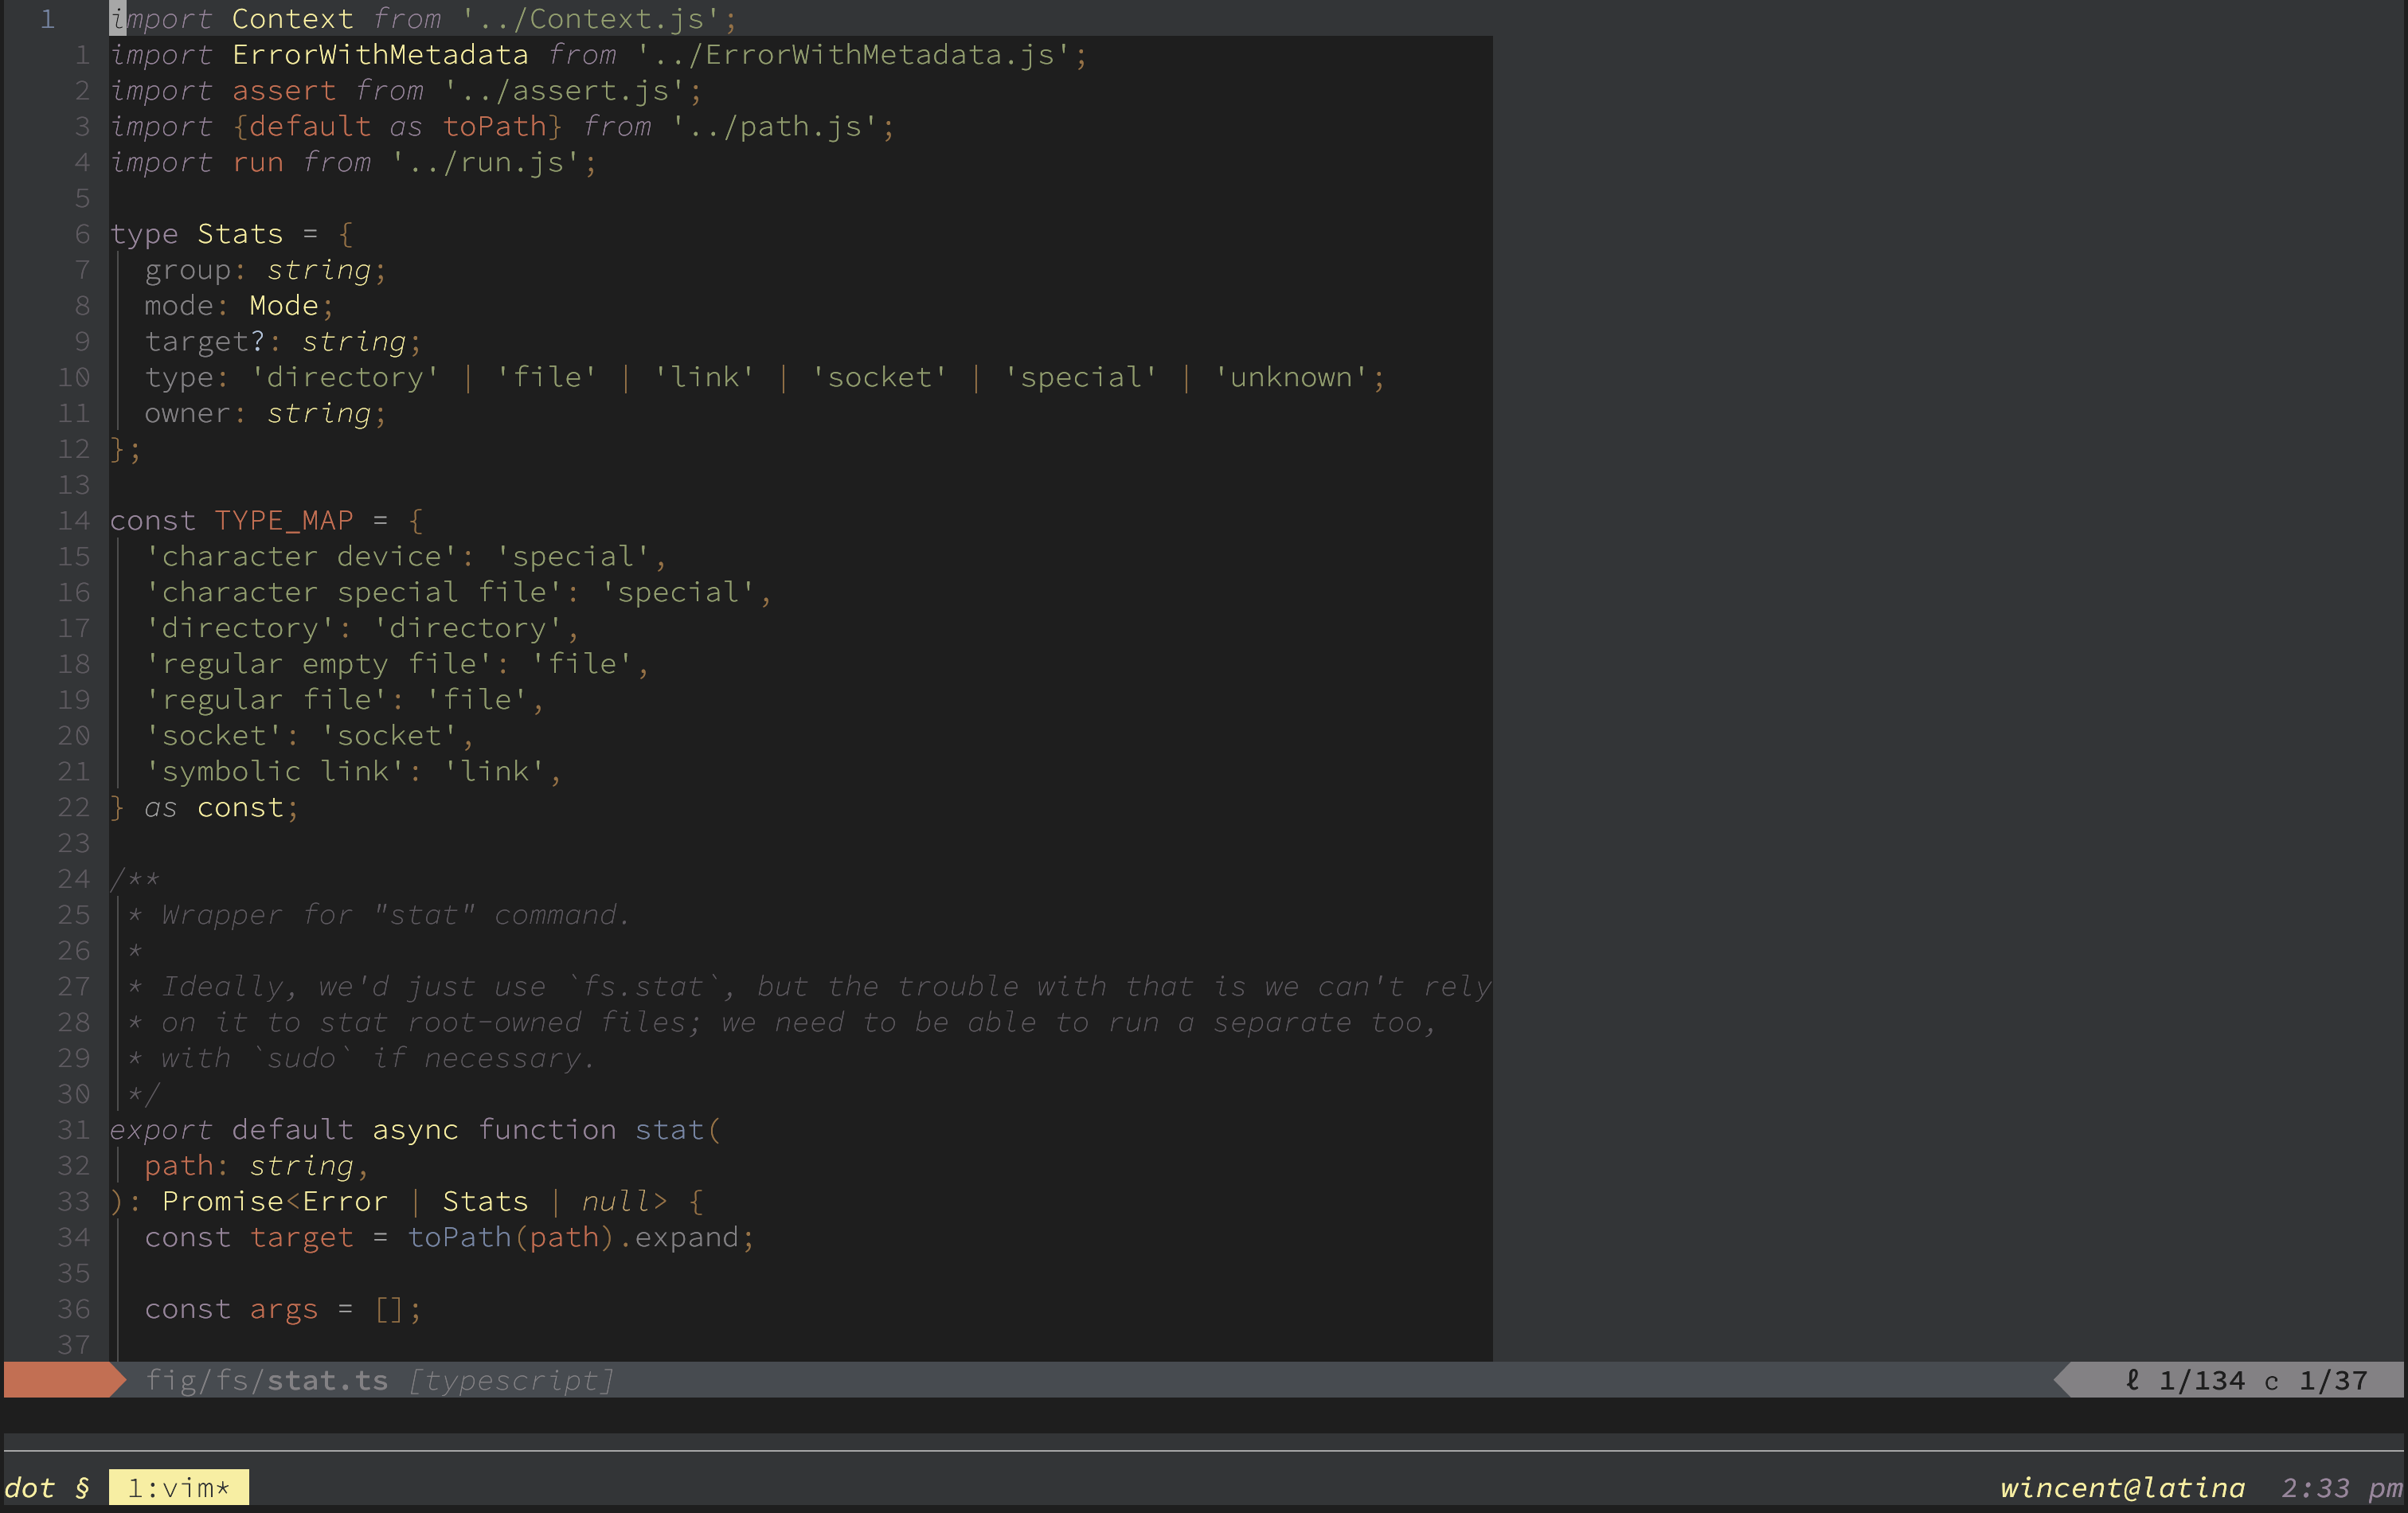 1 import Context from '../Context.js';
1 import ErrorWithMetadata from '../ErrorWithMetadata.js';
2 import assert from '../assert.js';
3 import {default as toPath} from '../path.js';
4 import run from '../run.js';
5
6 type Stats = {
7 group: string;
8 mode: Mode;
9 target?: string;
10 type: 'directory' | 'file' | 'link' | 'socket' | 'special' | 'unknown';
11 owner: string;
12 };
13
14 const TYPE_MAP = {
15 'character device': 'special',
16 'character special file': 'special',
17 'directory': 'directory',
18 'regular empty file': 'file',
19 'regular file': 'file',
20 'socket': 'socket',
21 'symbolic link': 'link',
22 } as const;
23
24 /**
25 * Wrapper for "stat" command.
26 *
27 * Ideally, we'd just use `fs.stat`, but the trouble with that is we can't rely
28 * on it to stat root-owned files; we need to be able to run a separate too,
29 * with `sudo` if necessary.
30 */
31 export default async function stat(
32 path: string,
33 ): Promise<Error | Stats | null> {
34 const target = toPath(path).expand;
35
36 const args = [];
37
fig/fs/stat.ts [typescript] ℓ 1/134 c 1/37
dot § 1:vim* wincent@latina 2:33 pm